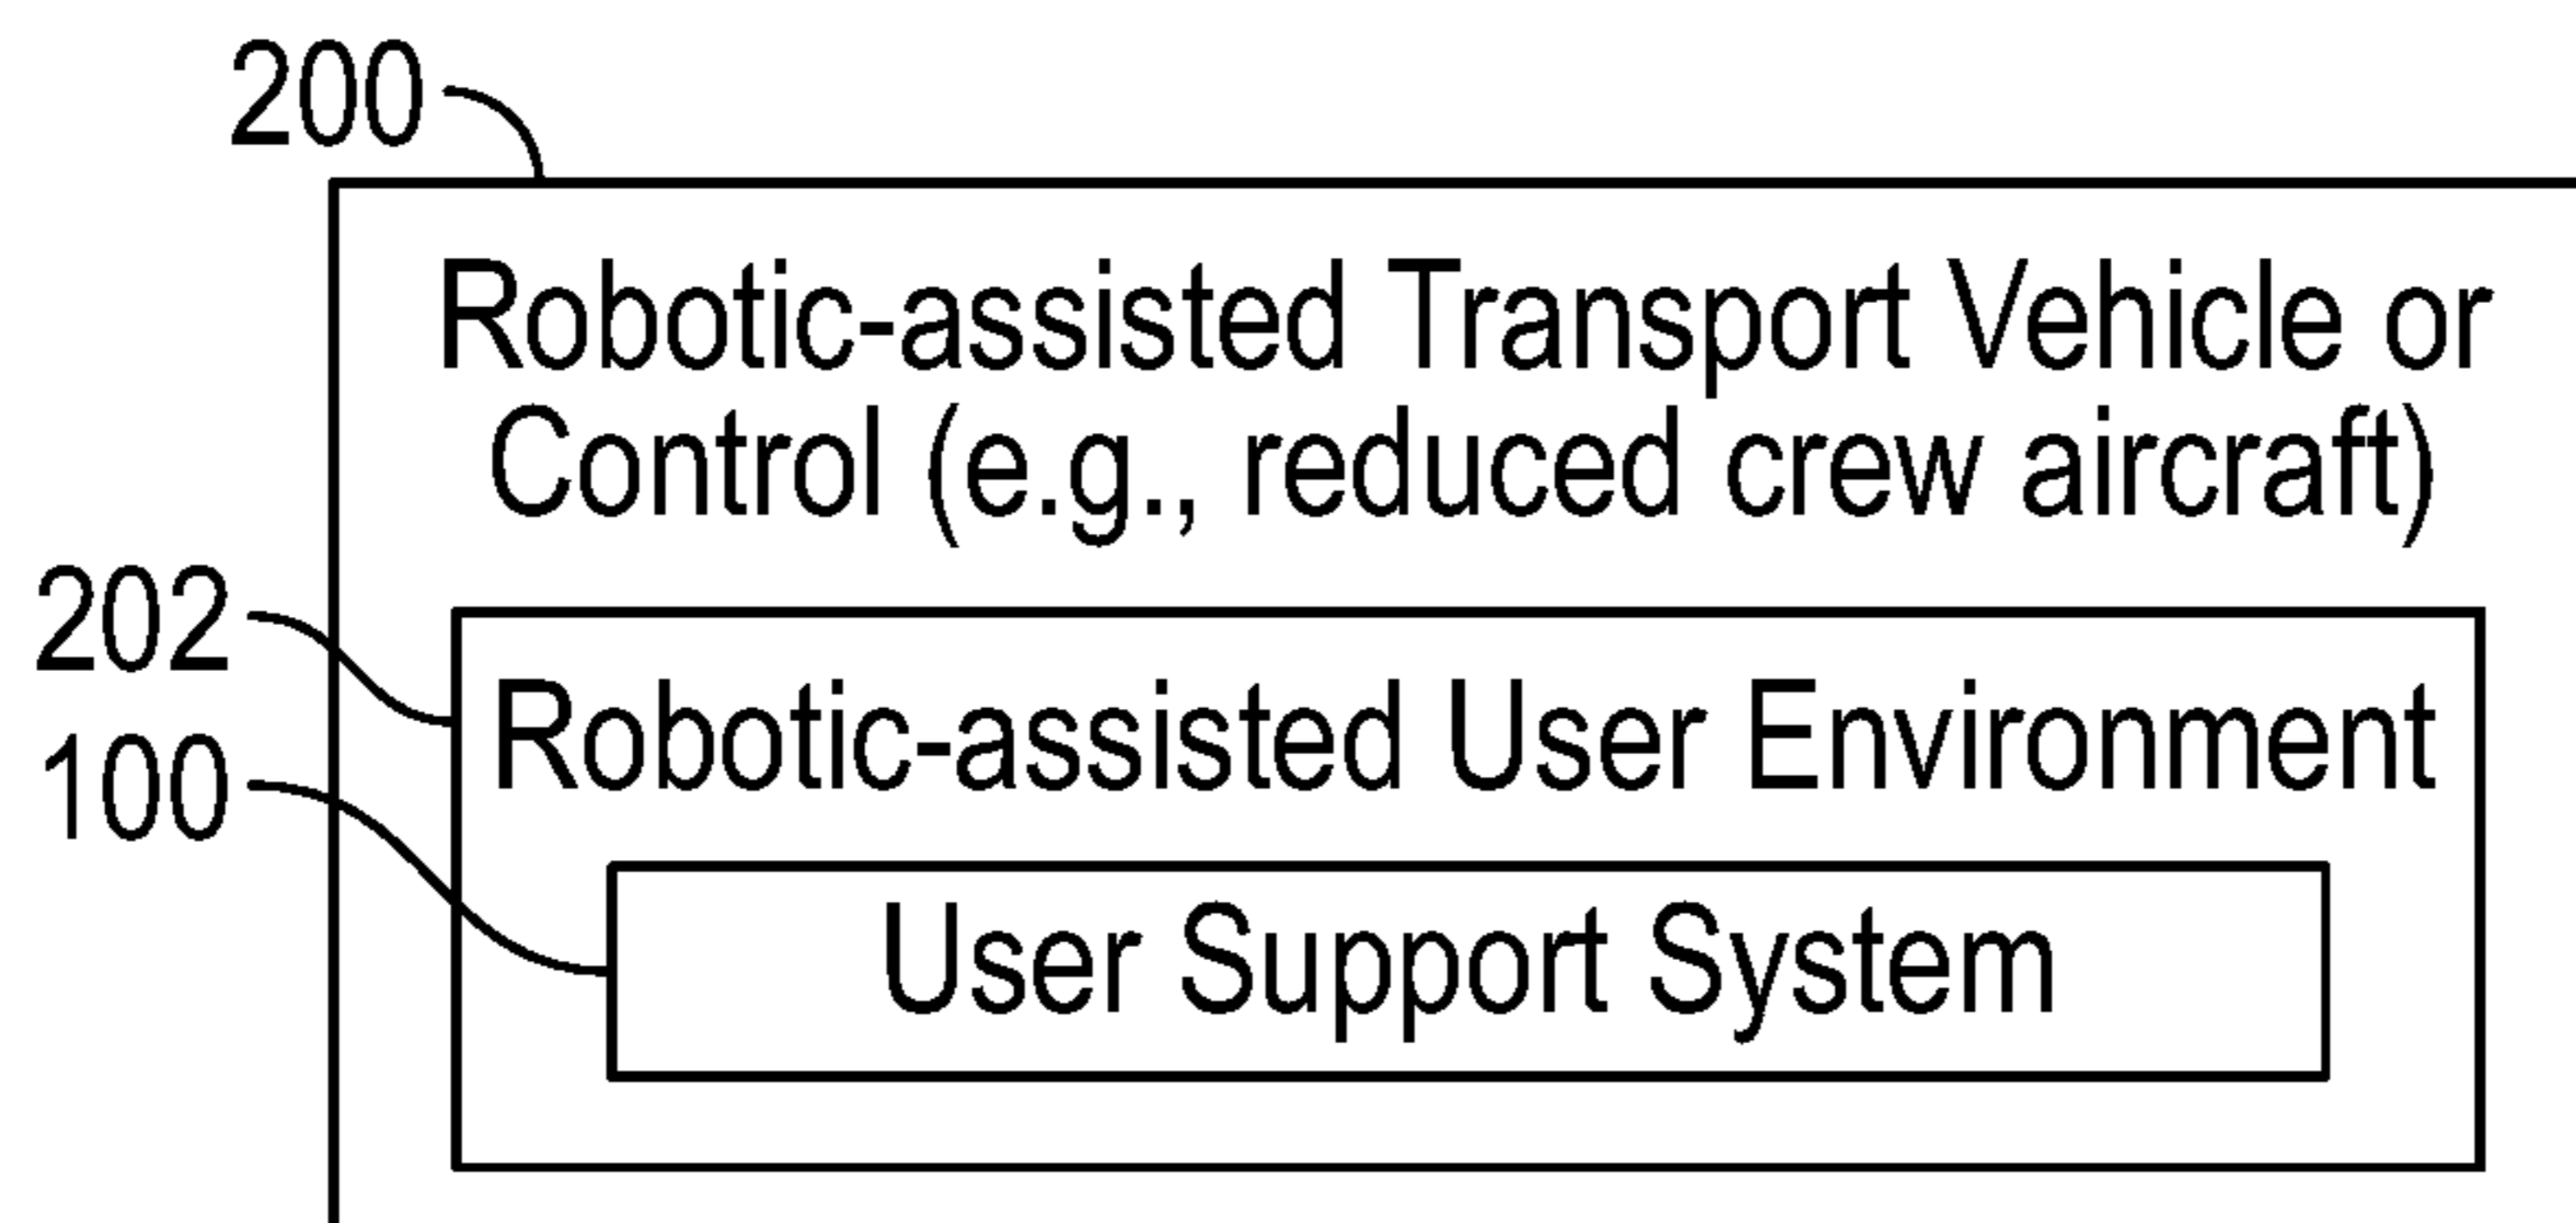 200
Robotic-assisted Transport Vehicle or
Control (e.g., reduced crew aircraft)
202
Robotic-assisted User Environment
100
User Support System